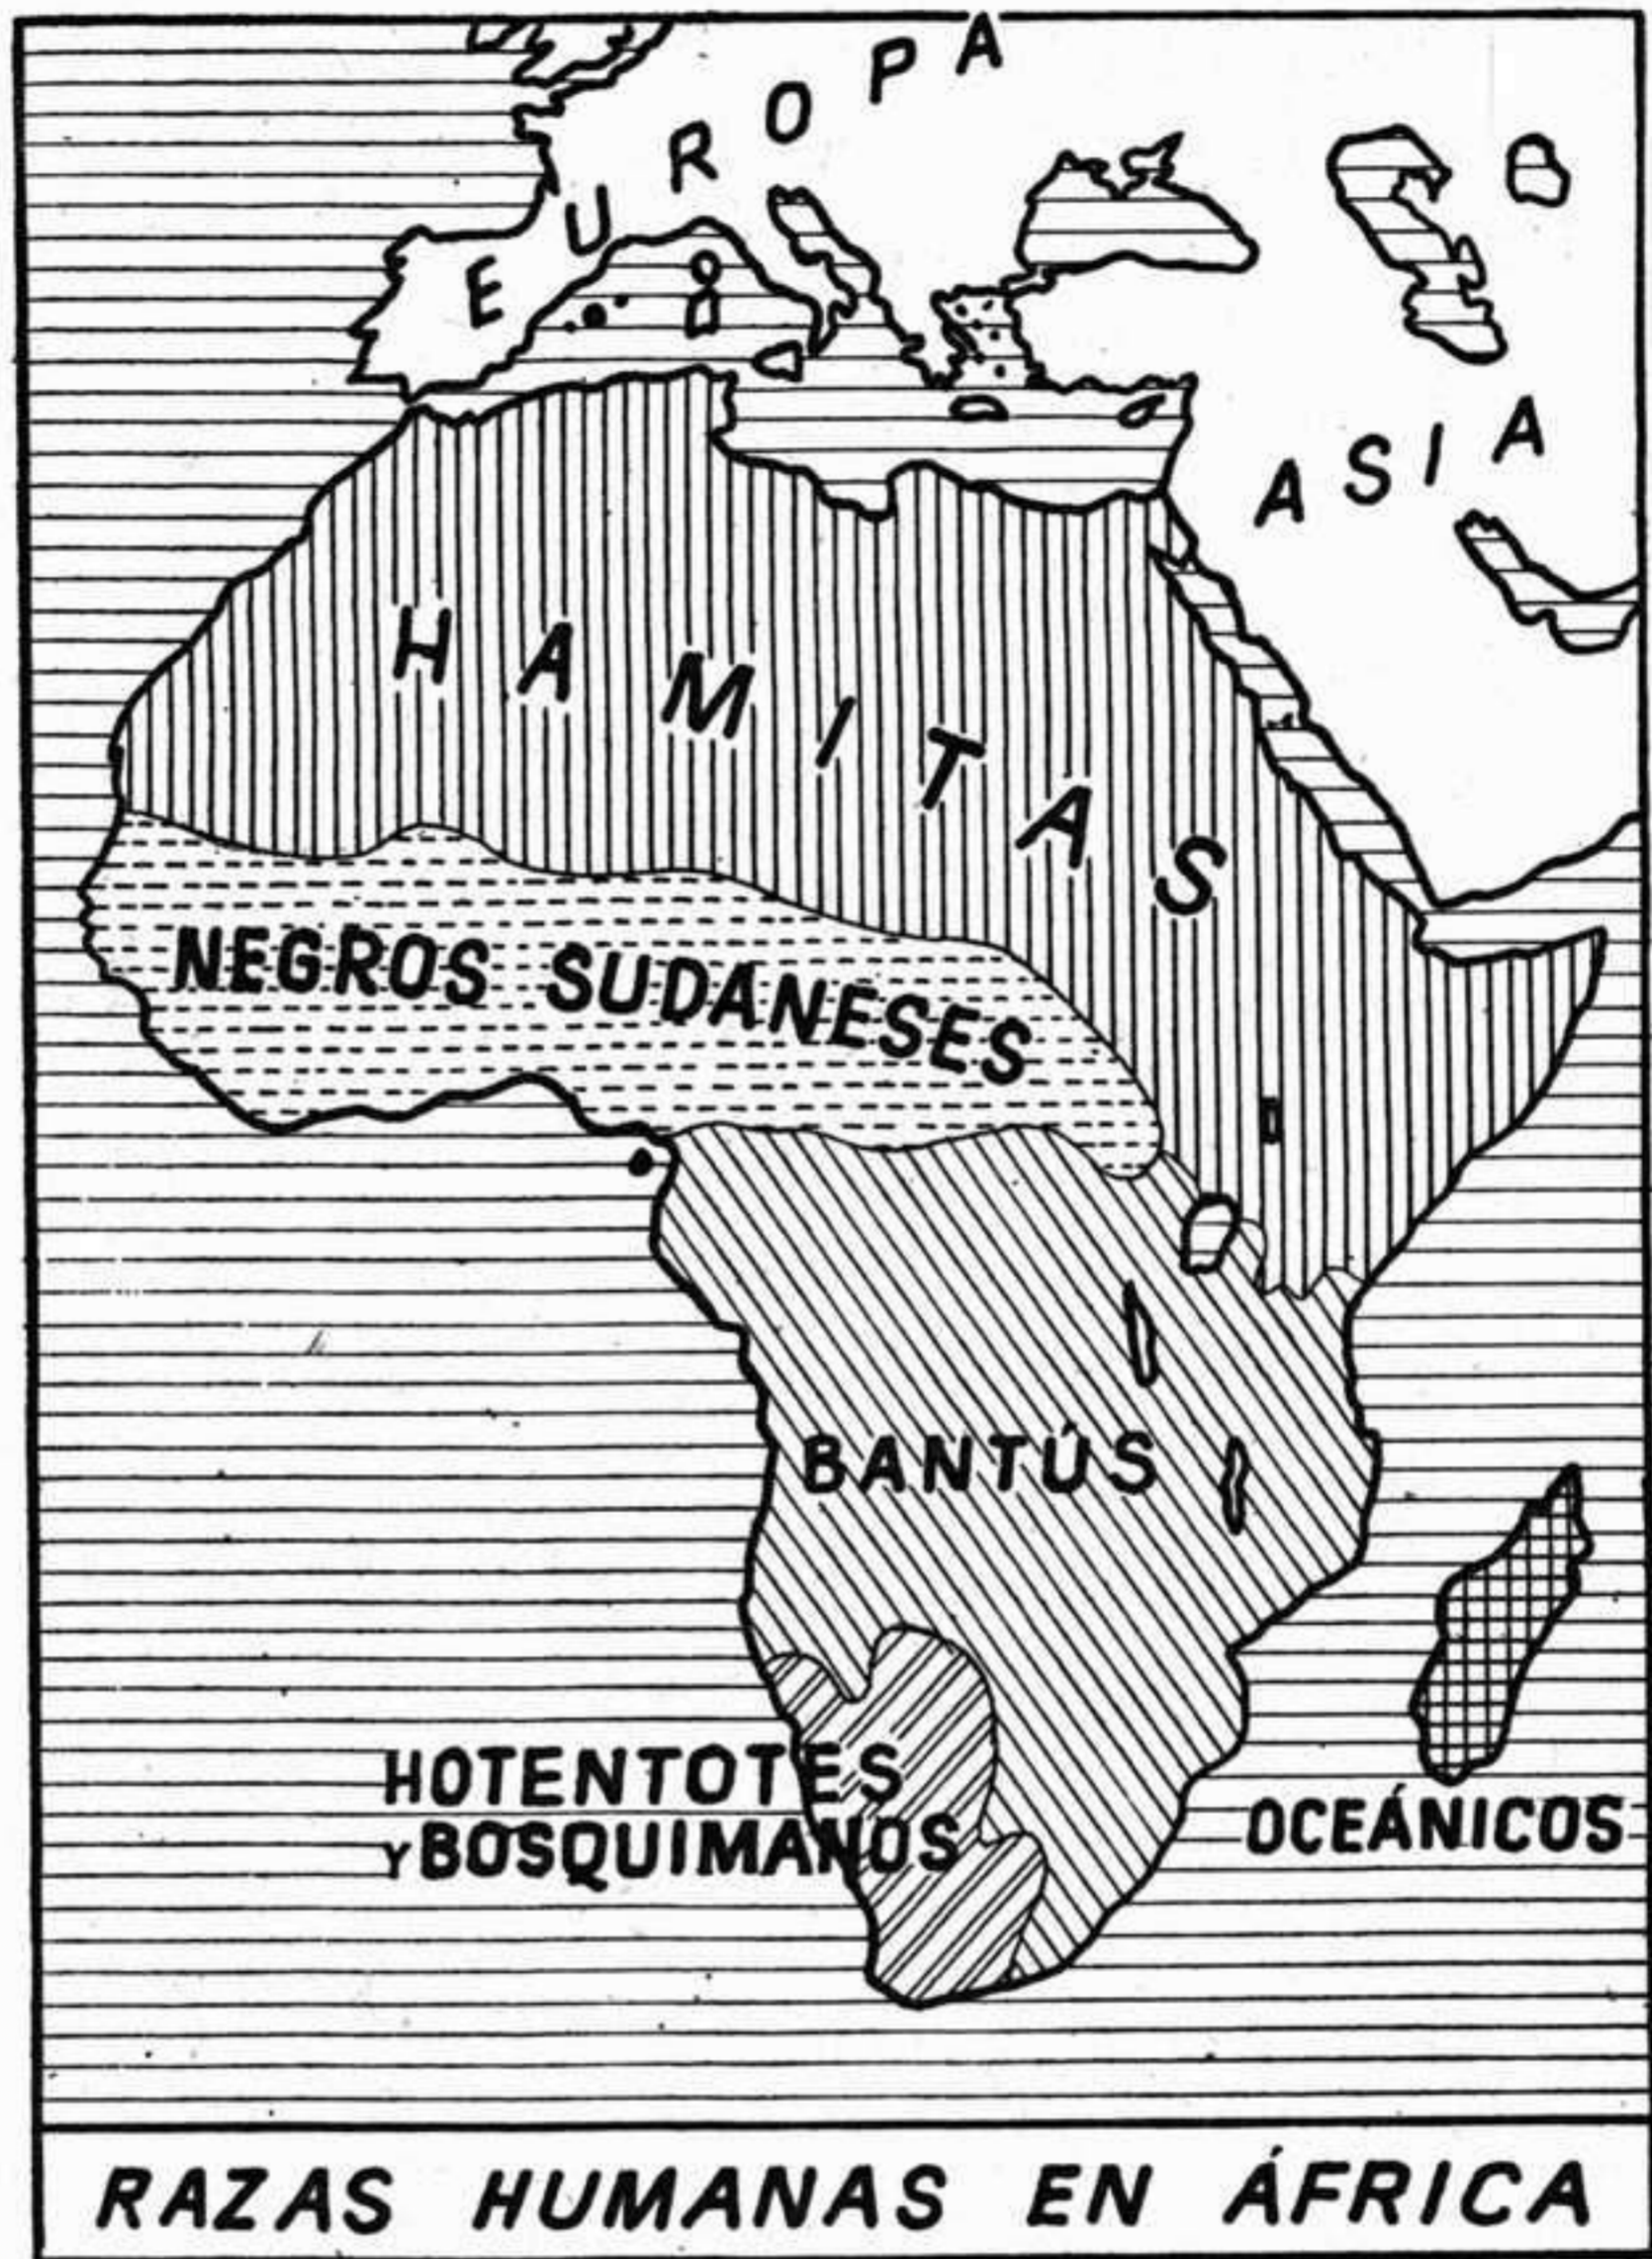 EUROPA
ASIA
HAMITAS
NEGROS SUDANESES
BANTÚS
HOTENTOTES
Y BOSQUIMANOS
OCEÁNICOS
RAZAS HUMANAS EN ÁFRICA